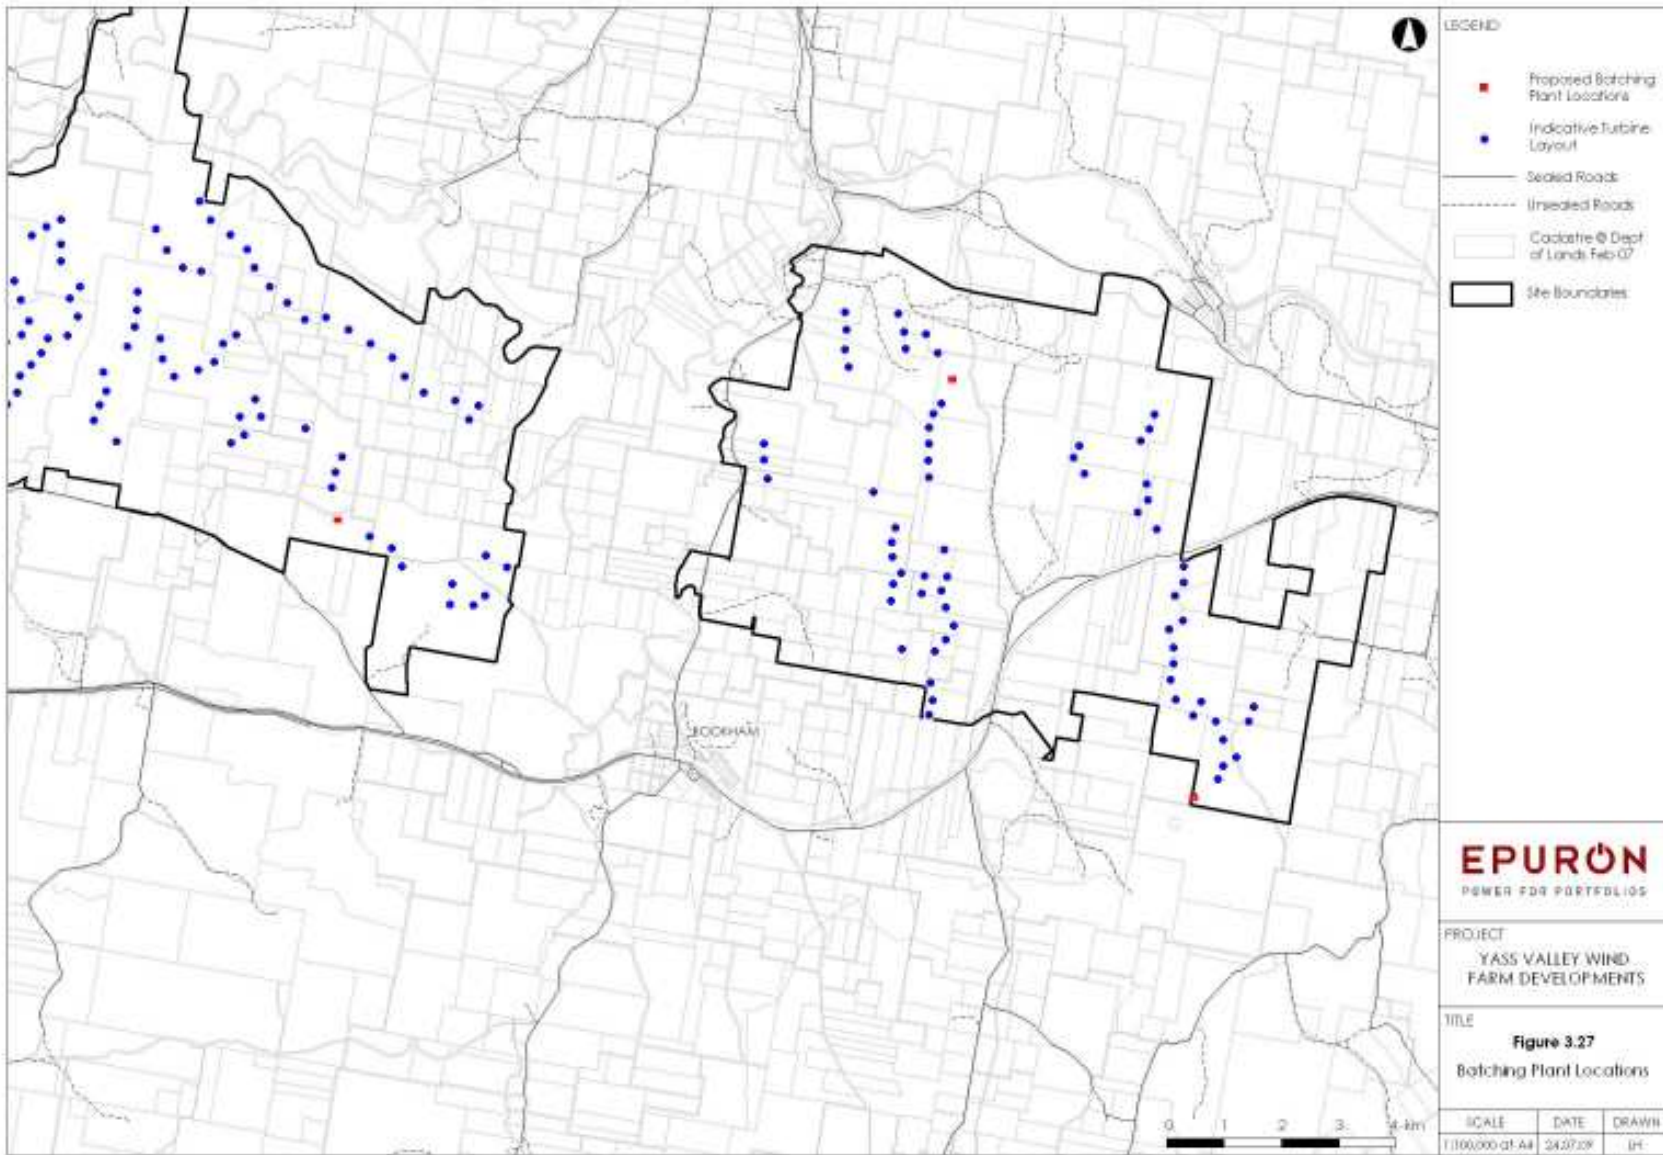 LEGEND
Proposed Batching
Plant Locations
Indicative Turbine
Layout
Sealed Roads
Unsealed Roads
Cadastre © Dept
of Lands Feb 07
Site Boundaries
BOOKHAM
0 1 2 3 4 km
EPURON
POWER FOR PORTFOLIOS
PROJECT
YASS VALLEY WIND
FARM DEVELOPMENTS
TITLE
Figure 3.27
Batching Plant Locations
SCALE DATE DRAWN
1:100,000 at A4 24.07.09 LH